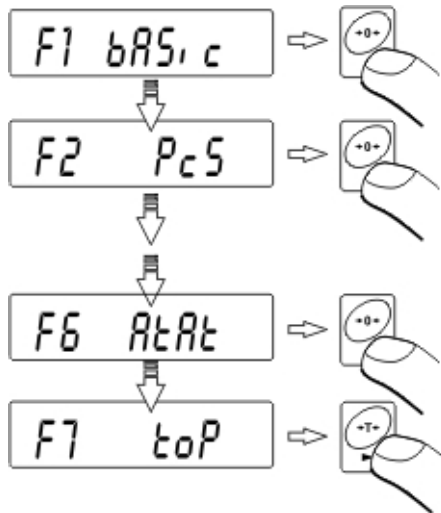 F1 bASic →0←
F2 PcS →0←
F6 AtAt →0←
F7 toP →T←